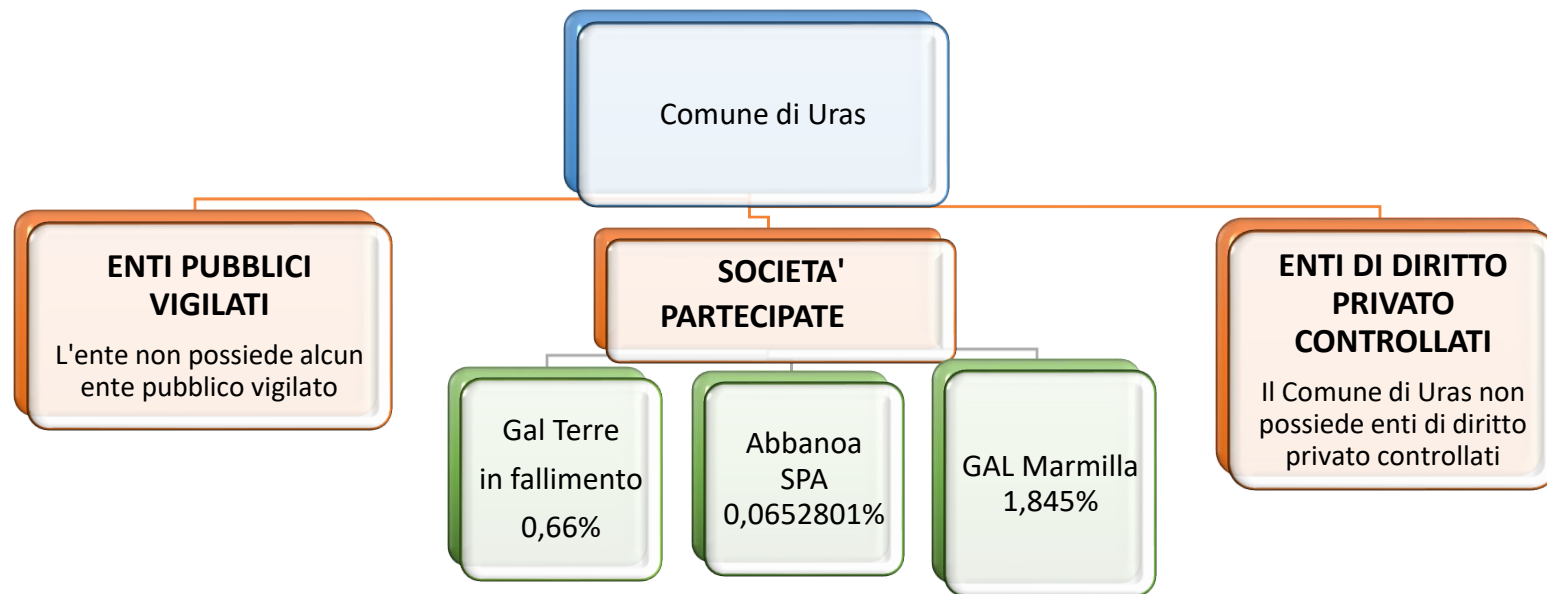 Comune di Uras
ENTI PUBBLICI
VIGILATI
L'ente non possiede alcun
ente pubblico vigilato
SOCIETA'
PARTECIPATE
ENTI DI DIRITTO
PRIVATO
CONTROLLATI
Il Comune di Uras non
possiede enti di diritto
privato controllati
Gal Terre
in fallimento
0,66%
Abbanoa
SPA
0,0652801%
GAL Marmilla
1,845%